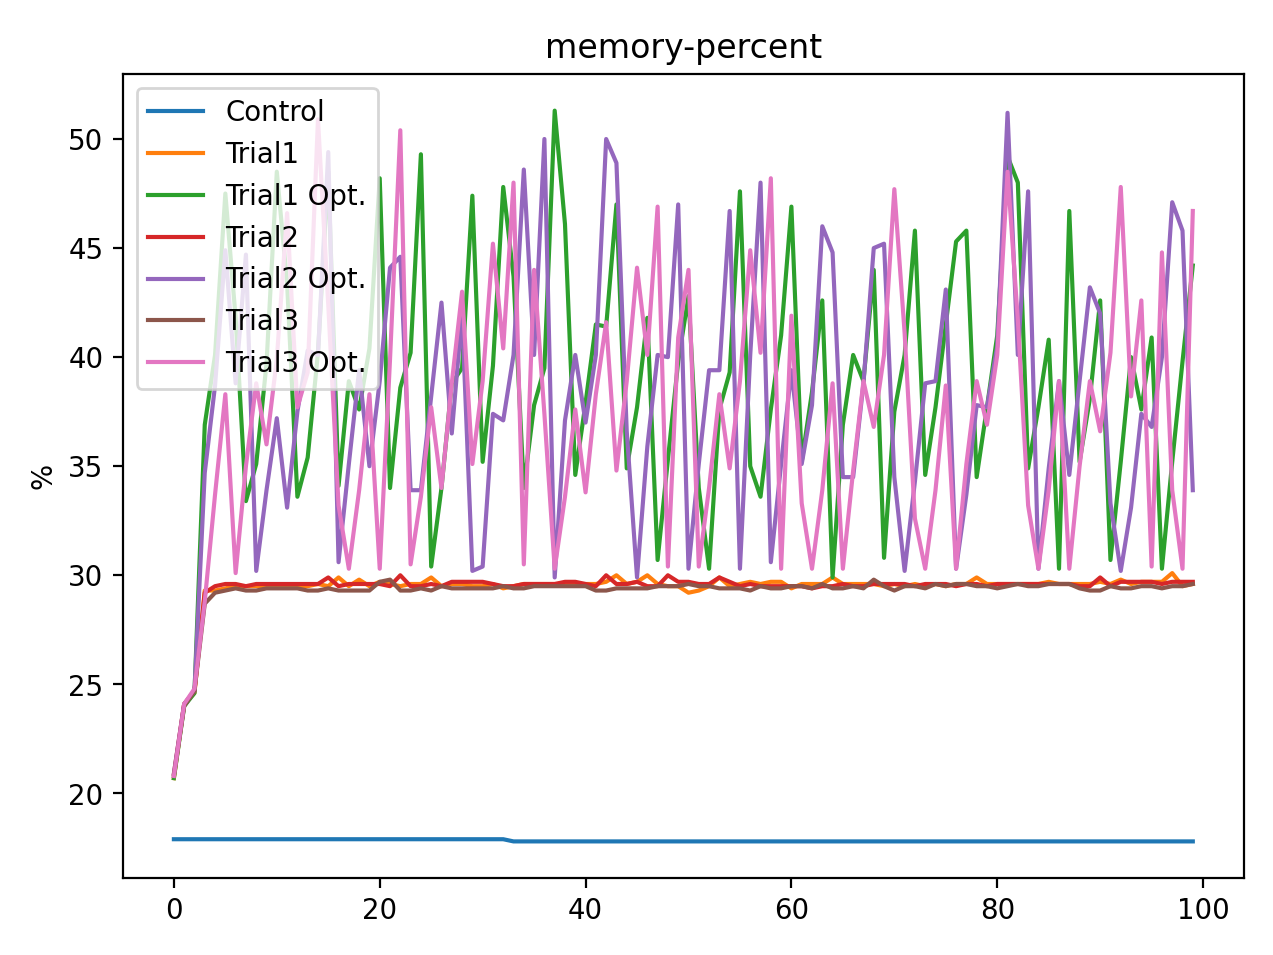 memory-percent
Control
Trial1
Trial1 Opt.
Trial2
Trial2 Opt.
Trial3
Trial3 Opt.
%
50
45
40
35
30
25
20
0 20 40 60 80 100